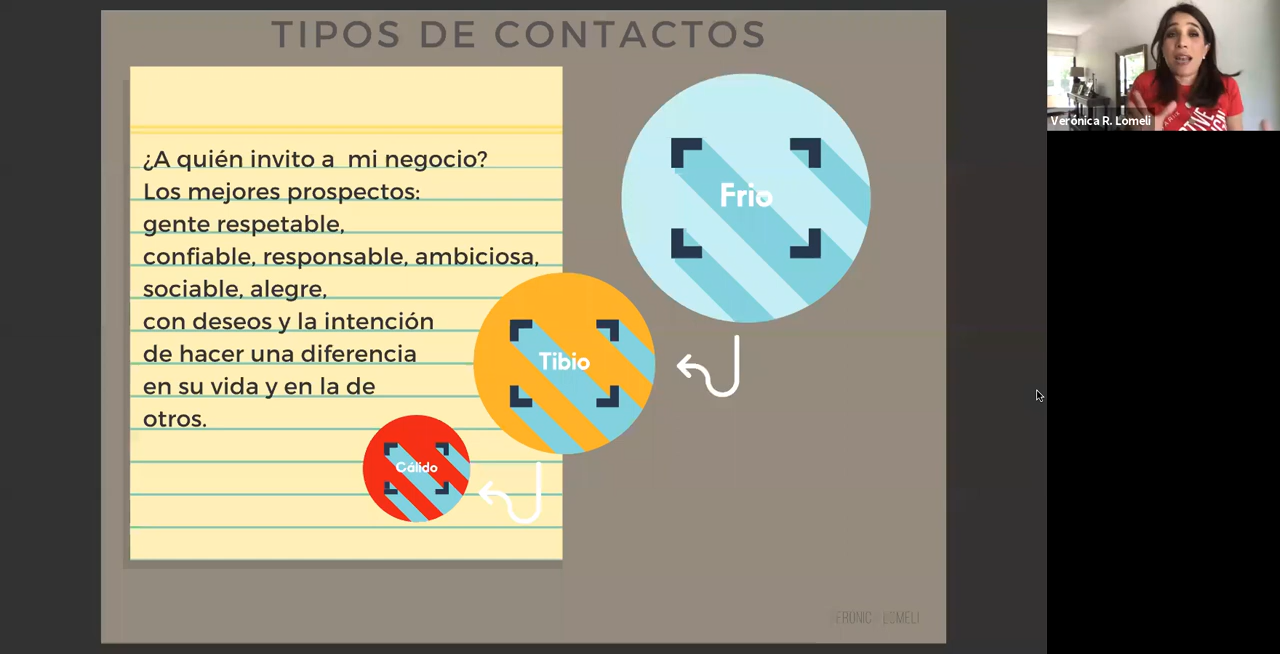 TIPOS DE CONTACTOS
¿A quién invito a mi negocio?
Los mejores prospectos:
gente respetable,
confiable, responsable, ambiciosa,
sociable, alegre,
con deseos y la intención
de hacer una diferencia
en su vida y en la de
otros.
Frio
Tibio
Cálido
Verónica R. Lomeli
LOMELI